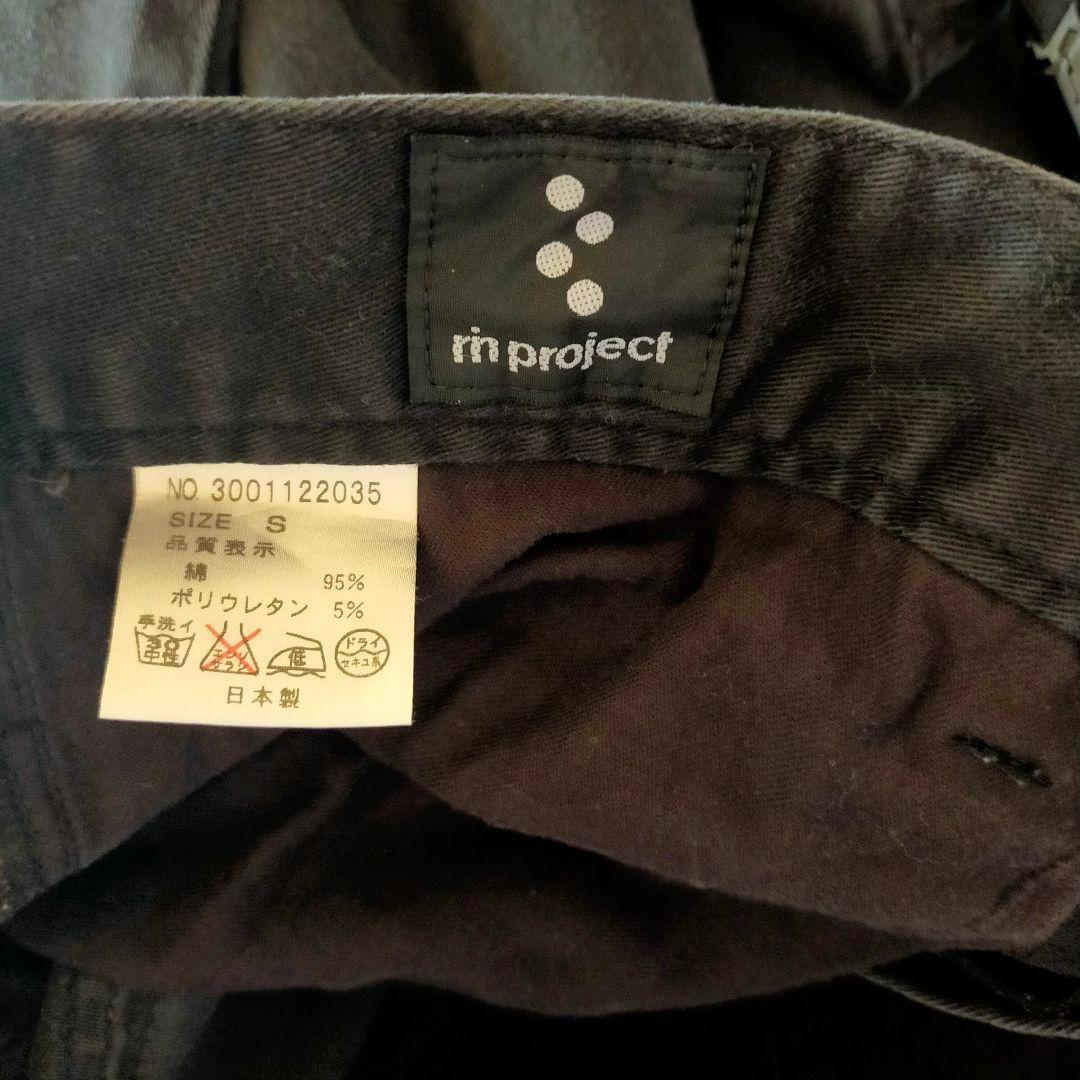 rin project
NO. 3001122035
SIZE S
品質表示
綿 95%
ポリウレタン 5%
手洗イ
30
中性
エンソ
サラシ
低
ドライ
セキユ系
日本製